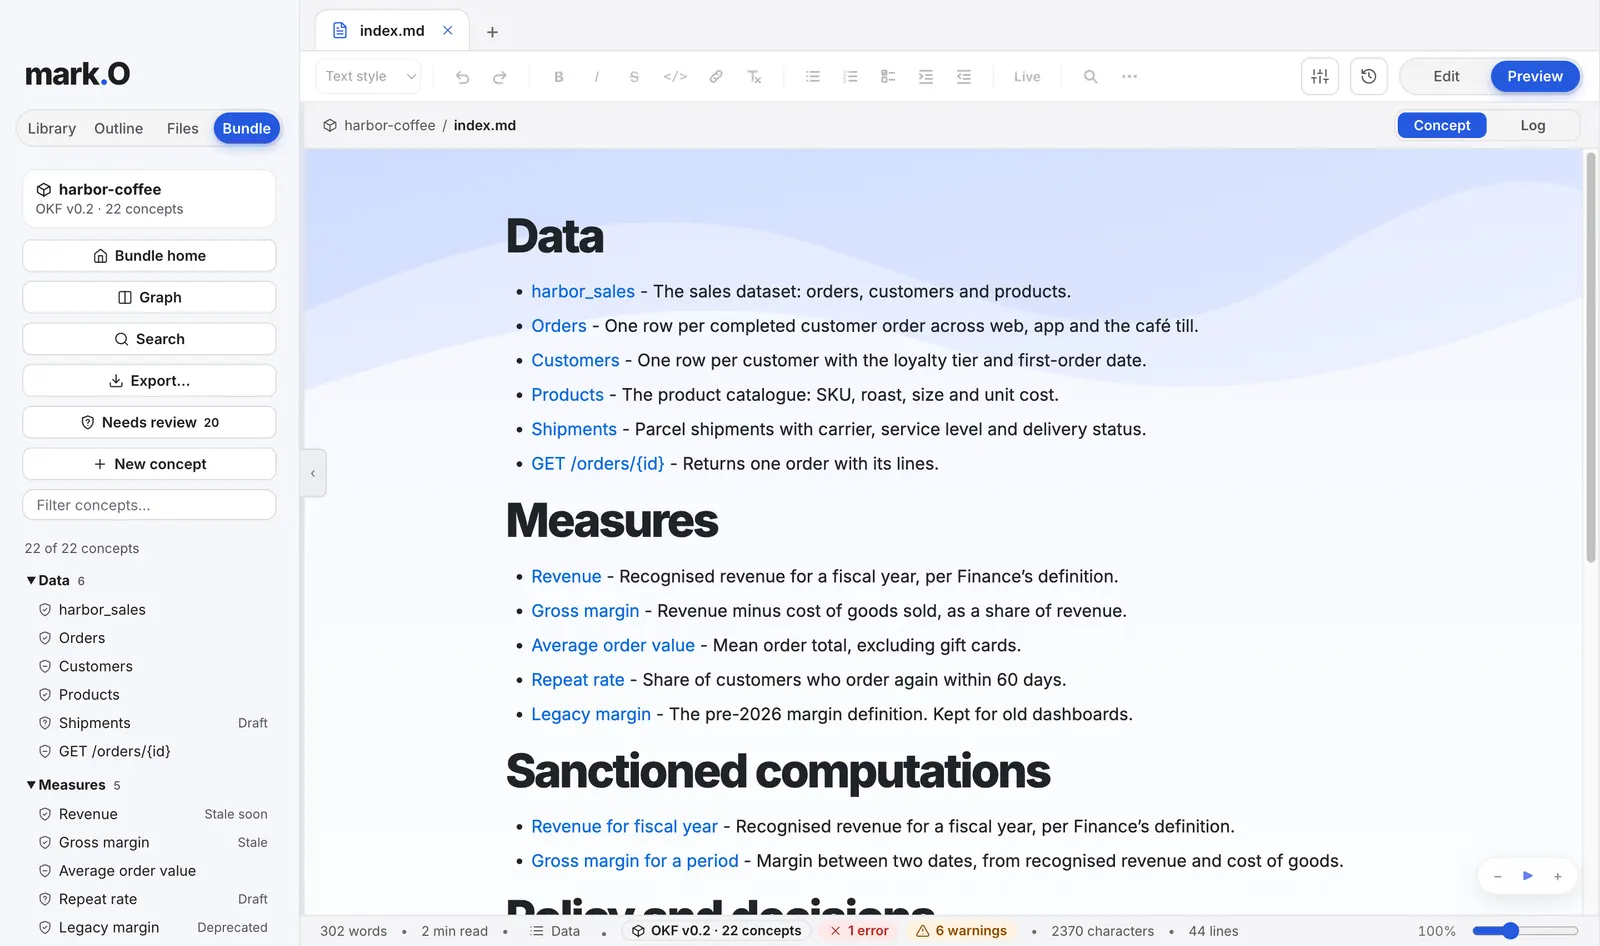 mark.O
Library Outline Files Bundle
harbor-coffee
OKF v0.2 · 22 concepts
Bundle home
Graph
Search
Export...
Needs review 20
New concept
Filter concepts...
22 of 22 concepts
Data 6
harbor_sales
Orders
Customers
Products
Shipments Draft
GET /orders/{id}
Measures 5
Revenue Stale soon
Gross margin Stale
Average order value
Repeat rate Draft
Legacy margin Deprecated
index.md
Text style
Live
Edit Preview
harbor-coffee / index.md
Concept Log
Data
harbor_sales - The sales dataset: orders, customers and products.
Orders - One row per completed customer order across web, app and the café till.
Customers - One row per customer with the loyalty tier and first-order date.
Products - The product catalogue: SKU, roast, size and unit cost.
Shipments - Parcel shipments with carrier, service level and delivery status.
GET /orders/{id} - Returns one order with its lines.
Measures
Revenue - Recognised revenue for a fiscal year, per Finance’s definition.
Gross margin - Revenue minus cost of goods sold, as a share of revenue.
Average order value - Mean order total, excluding gift cards.
Repeat rate - Share of customers who order again within 60 days.
Legacy margin - The pre-2026 margin definition. Kept for old dashboards.
Sanctioned computations
Revenue for fiscal year - Recognised revenue for a fiscal year, per Finance’s definition.
Gross margin for a period - Margin between two dates, from recognised revenue and cost of goods.
Policy and decisions
302 words • 2 min read • Data • OKF v0.2 · 22 concepts 1 error 6 warnings • 2370 characters • 44 lines 100%